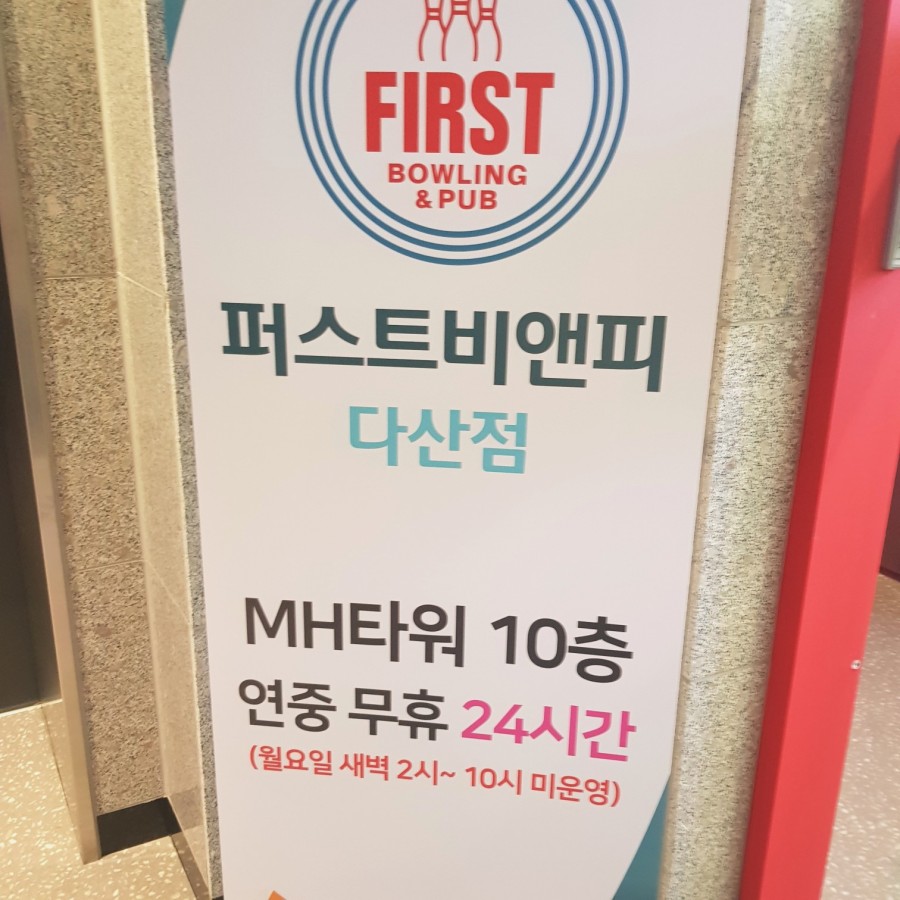 FIRST
BOWLING
& PUB
퍼스트비앤피
다산점
MH타워 10층
연중 무휴 24시간
(월요일 새벽 2시~ 10시 미운영)